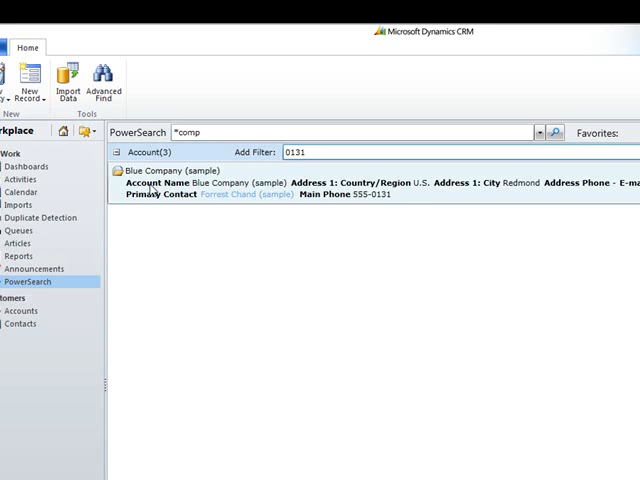 Microsoft Dynamics CRM
Home
New Record
Import Data
Advanced Find
New
Tools
rkplace
PowerSearch
*comp
Favorites:
Work
Dashboards
Activities
Calendar
Imports
Duplicate Detection
Queues
Articles
Reports
Announcements
PowerSearch
tomers
Accounts
Contacts
Account(3)
Add Filter:
0131
Blue Company (sample)
Account Name Blue Company (sample) Address 1: Country/Region U.S. Address 1: City Redmond Address Phone - E-ma
Primary Contact Forrest Chand (sample) Main Phone 555-0131